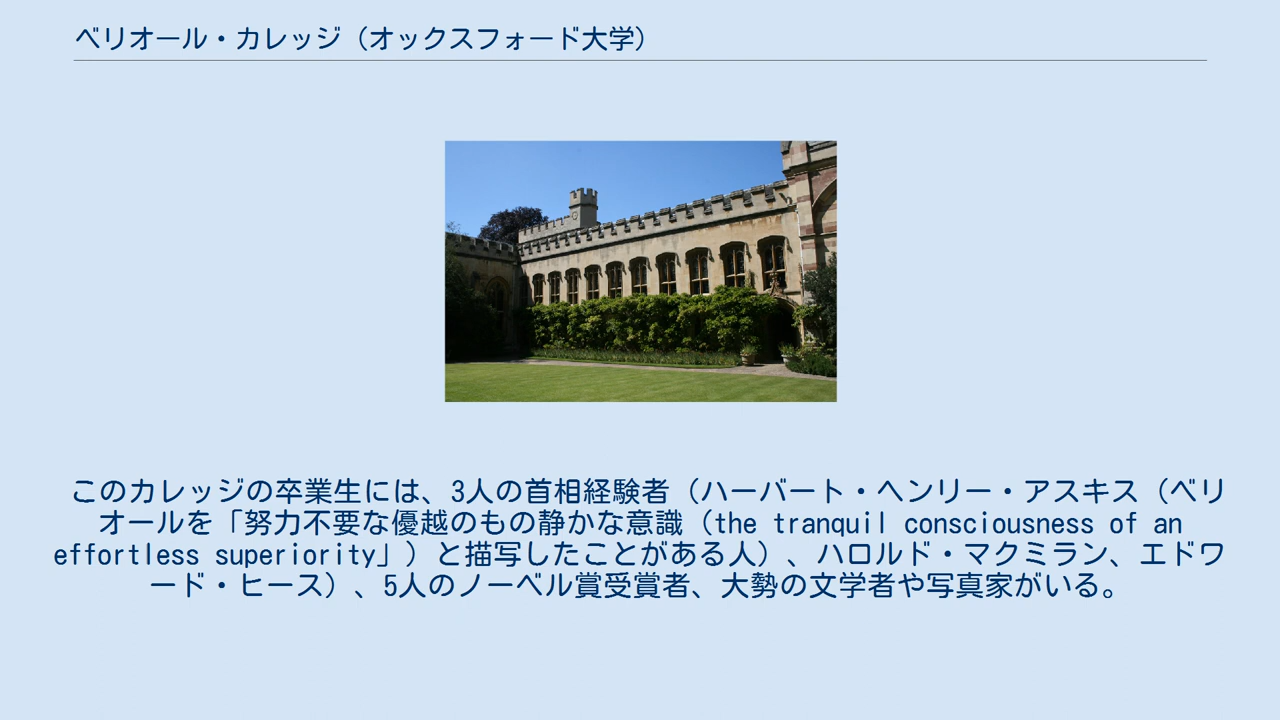 ベリオール・カレッジ（オックスフォード大学）
このカレッジの卒業生には、3人の首相経験者（ハーバート・ヘンリー・アスキス（ベリ
オールを「努力不要な優越のもの静かな意識（the tranquil consciousness of an
effortless superiority」）と描写したことがある人）、ハロルド・マクミラン、エドワ
ード・ヒース）、5人のノーベル賞受賞者、大勢の文学者や写真家がいる。